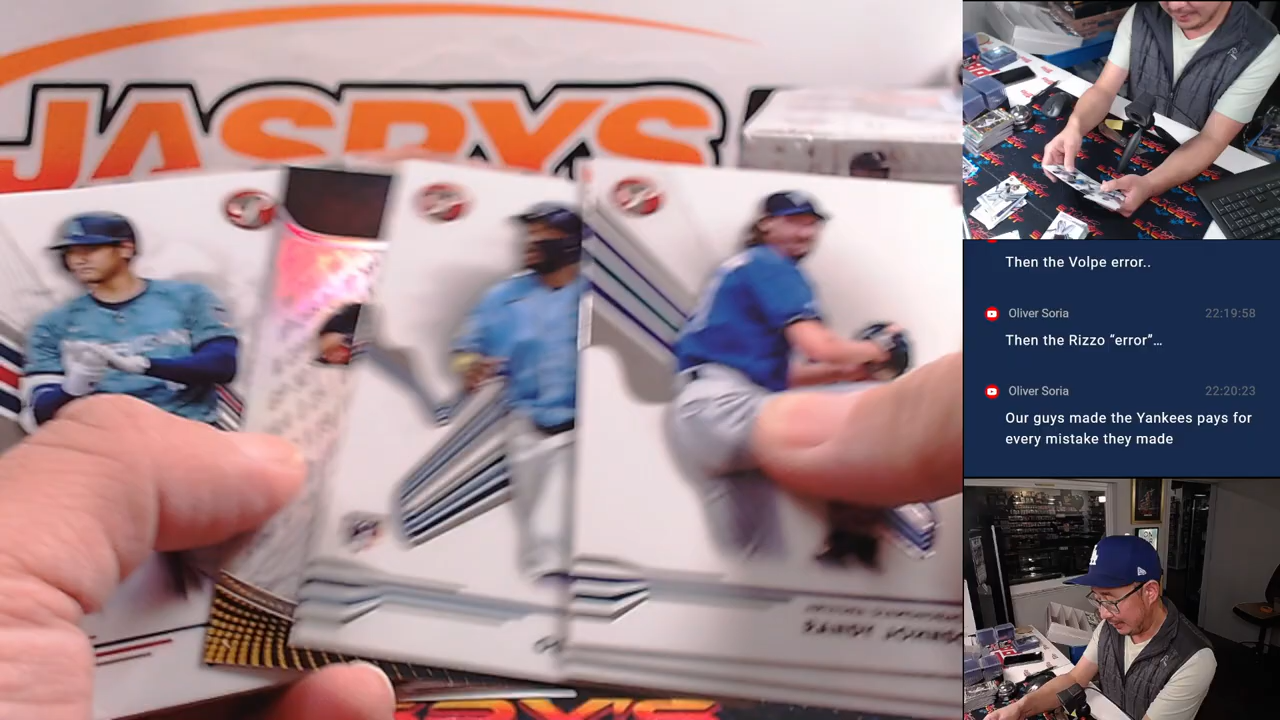 JASPYS
Then the Volpe error..
Oliver Soria
22:19:58
Then the Rizzo “error”…
Oliver Soria
22:20:23
Our guys made the Yankees pays for
every mistake they made